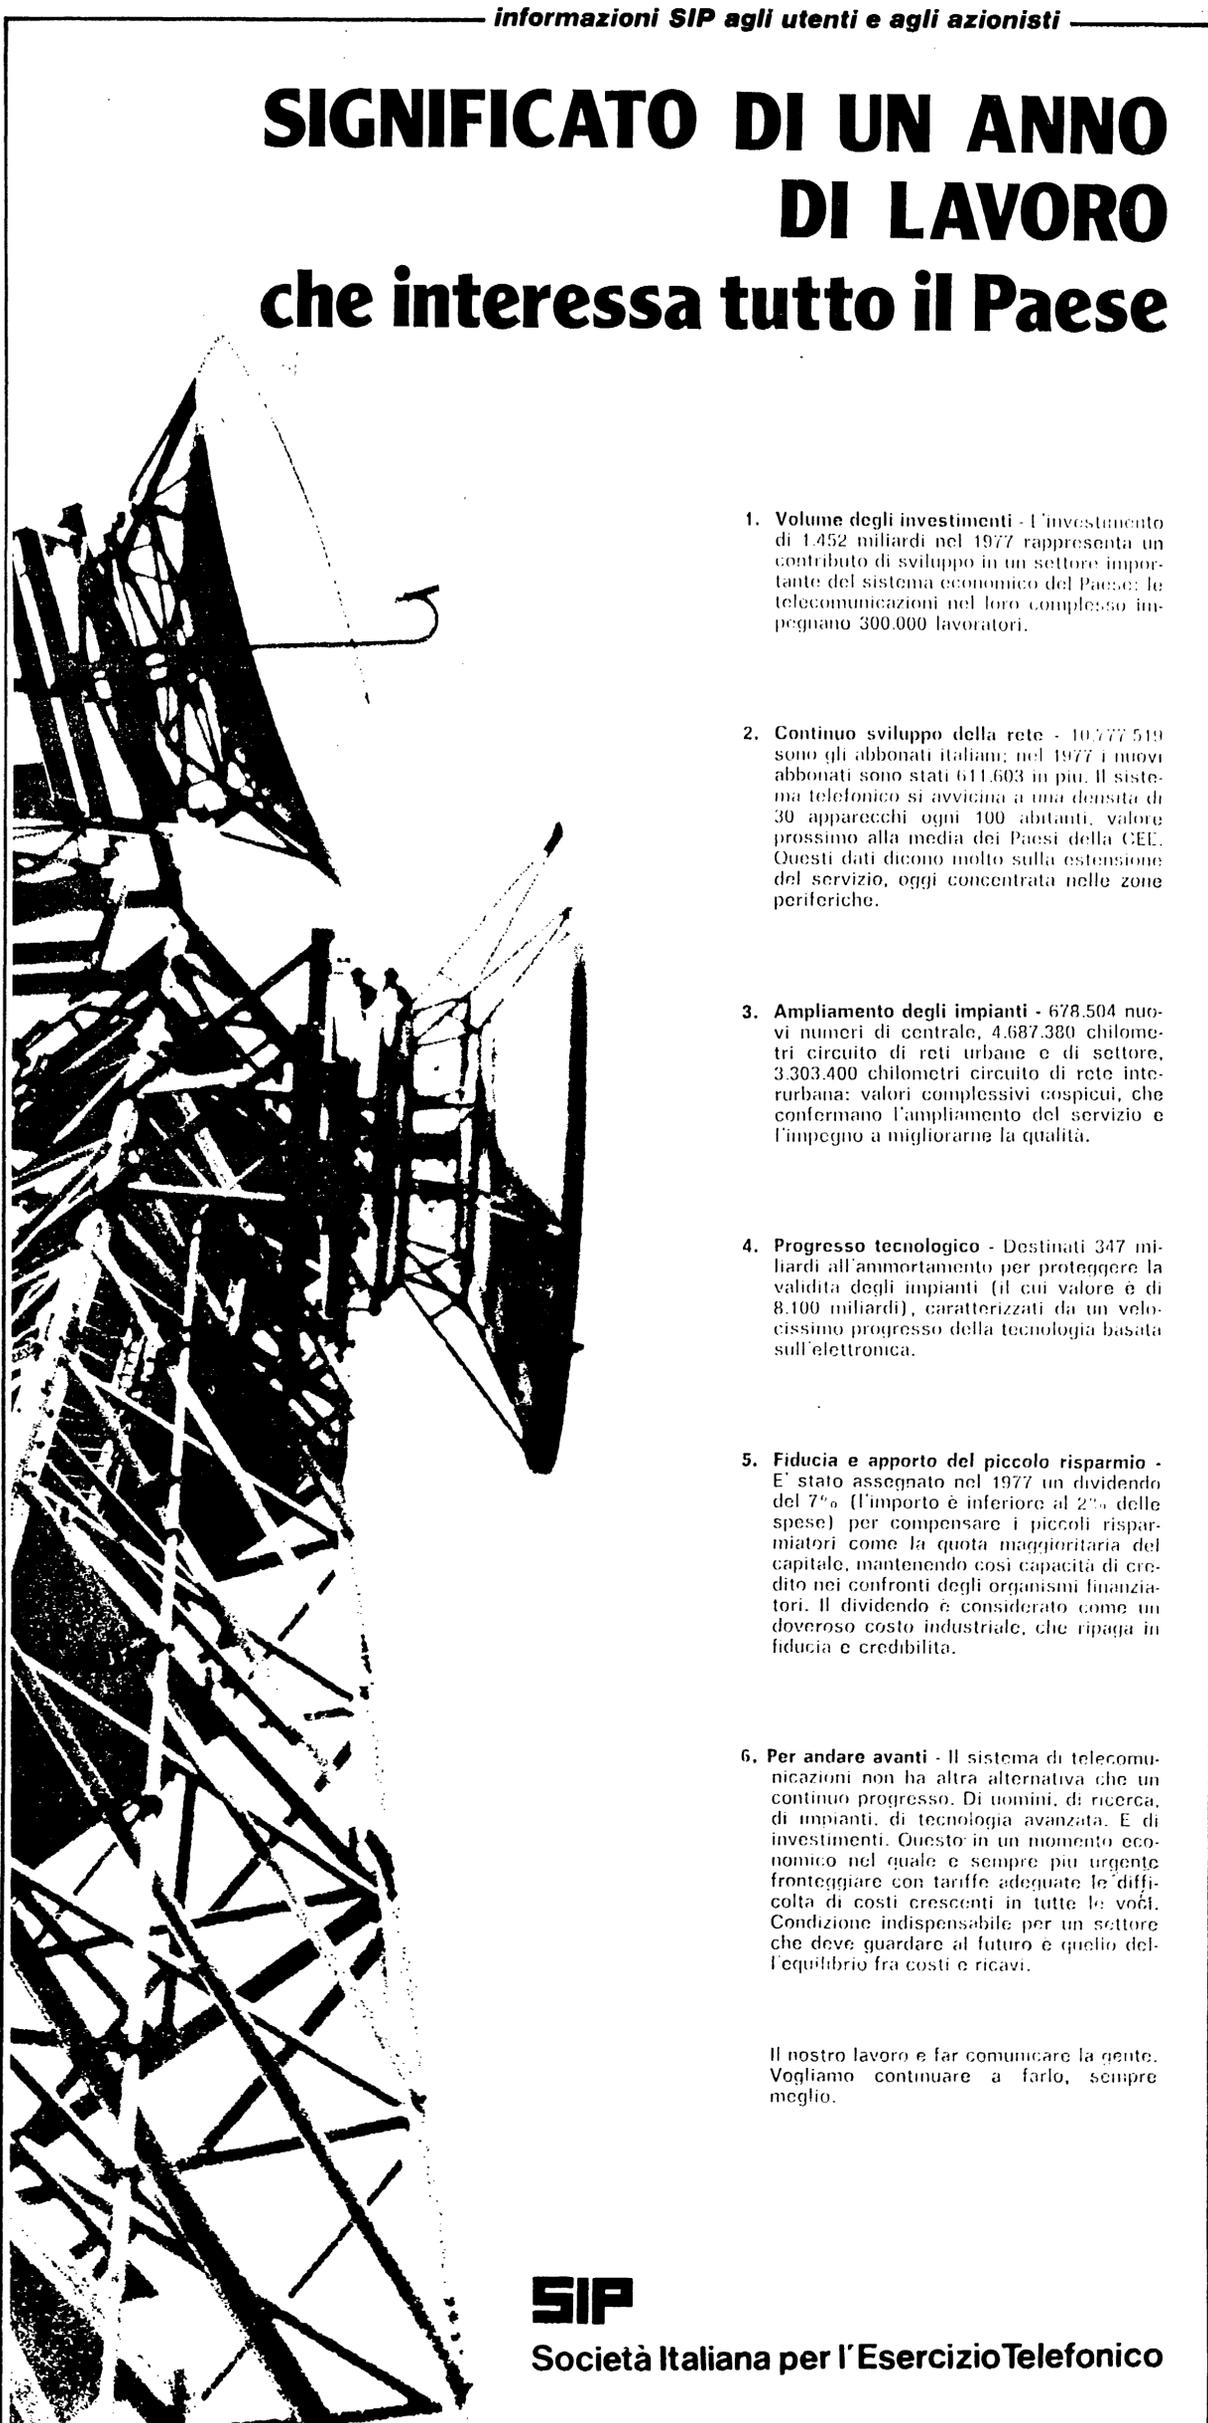 informazioni SIP agli utenti e agli azionisti
SIGNIFICATO DI UN ANNO
DI LAVORO
che interessa tutto il Paese
1. Volume degli investimenti - L'investimento
di 1.452 miliardi nel 1977 rappresenta un
contributo di sviluppo in un settore impor-
tante del sistema economico del Paese: le
telecomunicazioni nel loro complesso im-
pegnano 300.000 lavoratori.
2. Continuo sviluppo della rete - 10.777.519
sono gli abbonati italiani; nel 1977 i nuovi
abbonati sono stati 611.603 in piu. Il siste-
ma telefonico si avvicina a una densita di
30 apparecchi ogni 100 abitanti, valore
prossimo alla media dei Paesi della CEE.
Questi dati dicono molto sulla estensione
del servizio, oggi concentrata nelle zone
periferiche.
3. Ampliamento degli impianti - 678.504 nuo-
vi numeri di centrale, 4.687.380 chilome-
tri circuito di reti urbane e di settore,
3.303.400 chilometri circuito di rete inte-
rurbana: valori complessivi cospicui, che
confermano l'ampliamento del servizio e
l'impegno a migliorarne la qualità.
4. Progresso tecnologico - Destinati 347 mi-
liardi all'ammortamento per proteggere la
validita degli impianti (il cui valore è di
8.100 miliardi), caratterizzati da un velo-
cissimo progresso della tecnologia basata
sull'elettronica.
5. Fiducia e apporto del piccolo risparmio -
E' stato assegnato nel 1977 un dividendo
del 7% (l'importo è inferiore al 2% delle
spese) per compensare i piccoli rispar-
miatori come la quota maggioritaria del
capitale, mantenendo cosi capacità di cre-
dito nei confronti degli organismi finanzia-
tori. Il dividendo è considerato come un
doveroso costo industriale, che ripaga in
fiducia e credibilita.
6. Per andare avanti - Il sistema di telecomu-
nicazioni non ha altra alternativa che un
continuo progresso. Di uomini, di ricerca,
di impianti, di tecnologia avanzata. E di
investimenti. Questo in un momento eco-
nomico nel quale e sempre piu urgente
fronteggiare con tariffe adeguate le diffi-
colta di costi crescenti in tutte le voci.
Condizione indispensabile per un settore
che deve guardare al futuro è quello del-
l'equilibrio fra costi e ricavi.
Il nostro lavoro e far comunicare la gente.
Vogliamo continuare a farlo, sempre
meglio.
SIP
Società Italiana per l'Esercizio Telefonico